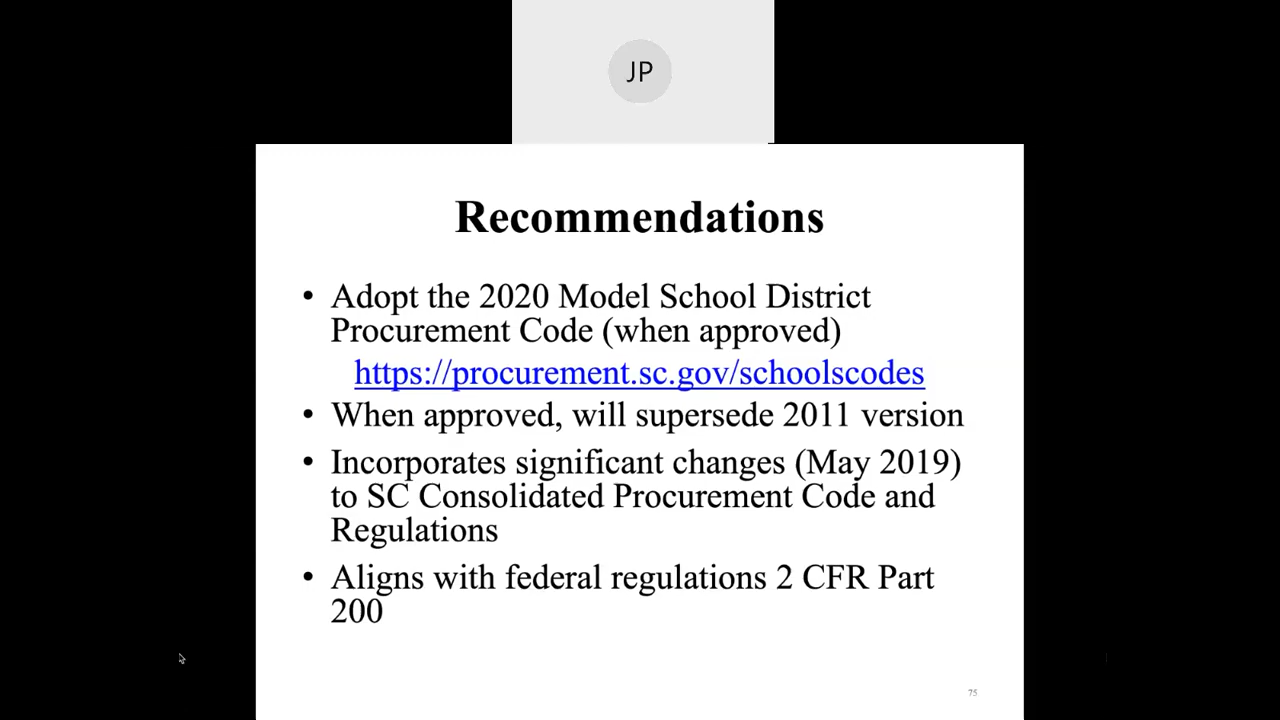 JP
Recommendations
• Adopt the 2020 Model School District
Procurement Code (when approved)
https://procurement.sc.gov/schoolscodes
• When approved, will supersede 2011 version
• Incorporates significant changes (May 2019)
to SC Consolidated Procurement Code and
Regulations
• Aligns with federal regulations 2 CFR Part
200
75